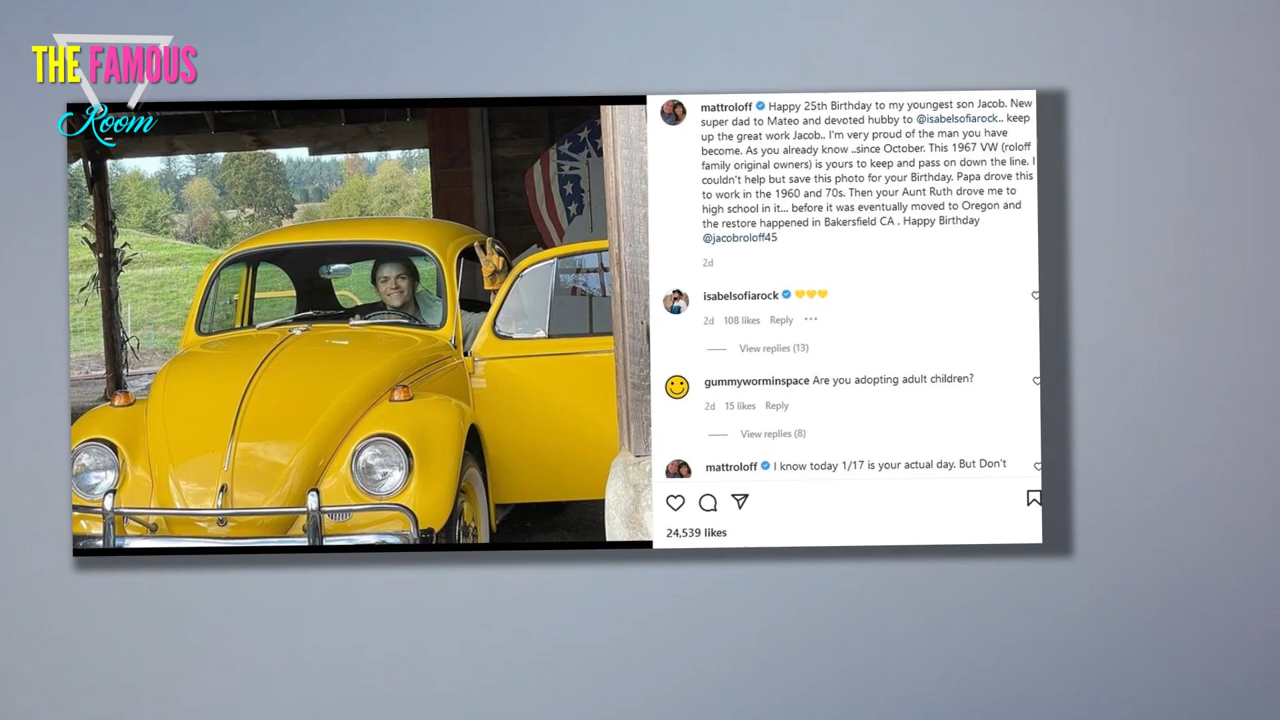 THE FAMOUS
Room
mattroloff Happy 25th Birthday to my youngest son Jacob. New
super dad to Mateo and devoted hubby to @isabelsofiarock.. keep
up the great work Jacob.. I'm very proud of the man you have
become. As you already know ..since October. This 1967 VW (roloff
family original owners) is yours to keep and pass on down the line. I
couldn't help but save this photo for your Birthday. Papa drove this
to work in the 1960 and 70s. Then your Aunt Ruth drove me to
high school in it... before it was eventually moved to Oregon and
the restore happened in Bakersfield CA . Happy Birthday
@jacobroloff45
2d
isabelsofiarock 💛💛💛
2d 108 likes Reply ...
View replies (13)
gummyworminspace Are you adopting adult children?
2d 15 likes Reply
View replies (8)
mattroloff I know today 1/17 is your actual day. But Don't
24,539 likes